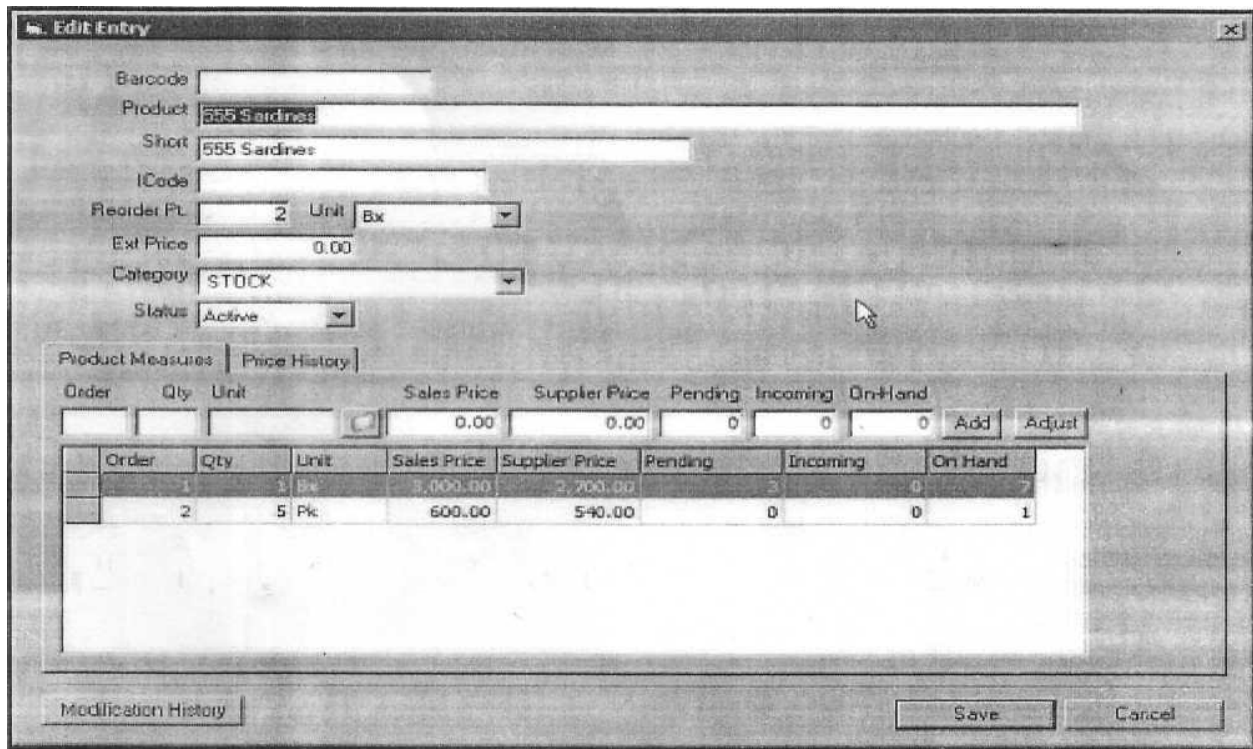 Edit Entry
Barcode
Product 555 Sardines
Short 555 Sardines
ICode
Reorder Pt. 2 Unit Bx
Ext Price 0.00
Category STOCK
Status Active
Product Measures Price History
Order Qty Unit Sales Price Supplier Price Pending Incoming On-Hand
0.00 0.00 0 0 0 Add Adjust
Order Qty Unit Sales Price Supplier Price Pending Incoming On Hand
1 1 Bx 3,000.00 2,700.00 3 0 7
2 5 Pk 600.00 540.00 0 0 1
Modification History Save Cancel